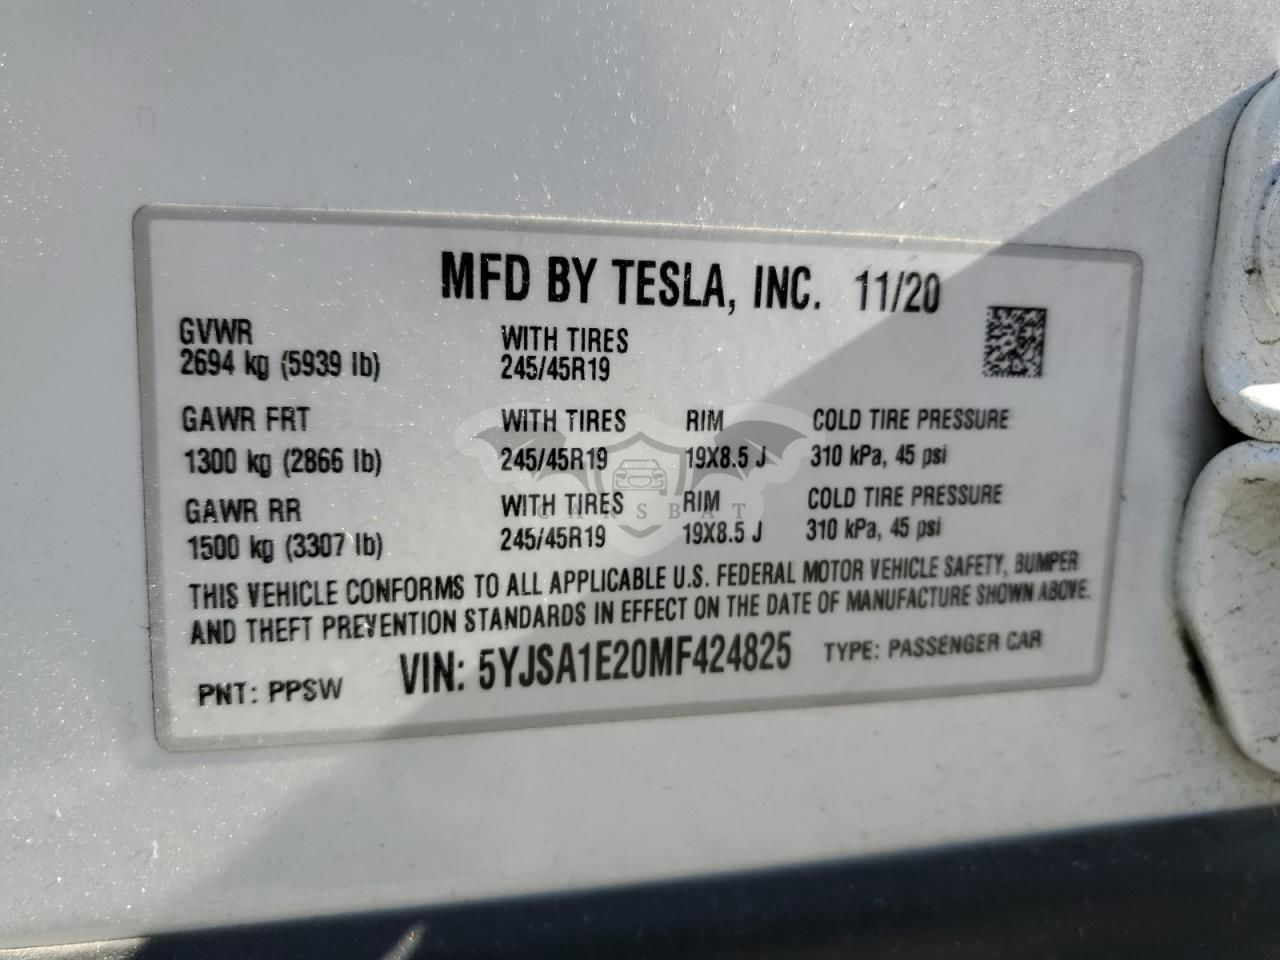 MFD BY TESLA, INC. 11/20
GVWR WITH TIRES
2694 kg (5939 lb) 245/45R19
GAWR FRT WITH TIRES RIM COLD TIRE PRESSURE
1300 kg (2866 lb) 245/45R19 19X8.5 J 310 kPa, 45 psi
GAWR RR WITH TIRES RIM COLD TIRE PRESSURE
1500 kg (3307 lb) 245/45R19 19X8.5 J 310 kPa, 45 psi
CARSBAT
THIS VEHICLE CONFORMS TO ALL APPLICABLE U.S. FEDERAL MOTOR VEHICLE SAFETY, BUMPER
AND THEFT PREVENTION STANDARDS IN EFFECT ON THE DATE OF MANUFACTURE SHOWN ABOVE.
PNT: PPSW VIN: 5YJSA1E20MF424825 TYPE: PASSENGER CAR